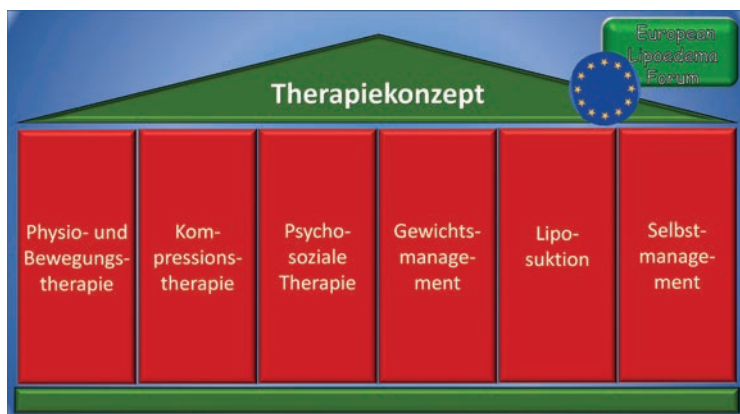 European
Lipoedema
Forum
Therapiekonzept
Physio- und
Bewegungs-
therapie
Kom-
pressions-
therapie
Psycho-
soziale
Therapie
Gewichts-
manage-
ment
Lipo-
suktion
Selbst-
manage-
ment